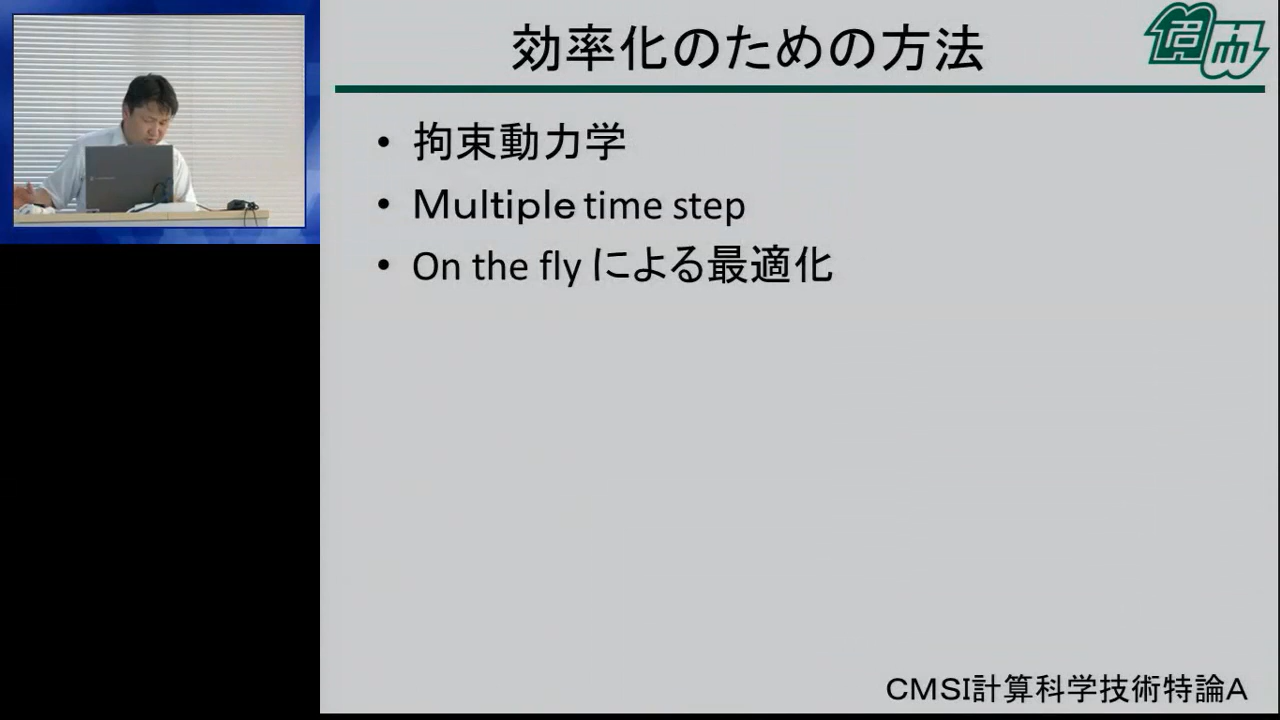 効率化のための方法
• 拘束動力学
• Multiple time step
• On the fly による最適化
CMSI計算科学技術特論A